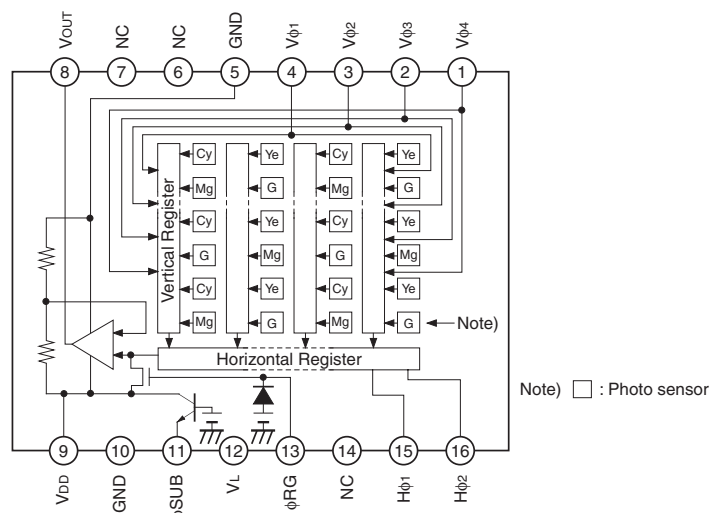 VOUT NC NC GND Vϕ1 Vϕ2 Vϕ3 Vϕ4
8 7 6 5 4 3 2 1
Vertical Register
Cy Ye Cy Ye
Mg G Mg G
Cy Ye Cy Ye
G Mg G Mg
Cy Ye Cy Ye
Mg G Mg G
Note)
Horizontal Register
Note) : Photo sensor
9 10 11 12 13 14 15 16
VDD GND ϕSUB VL ϕRG NC Hϕ1 Hϕ2